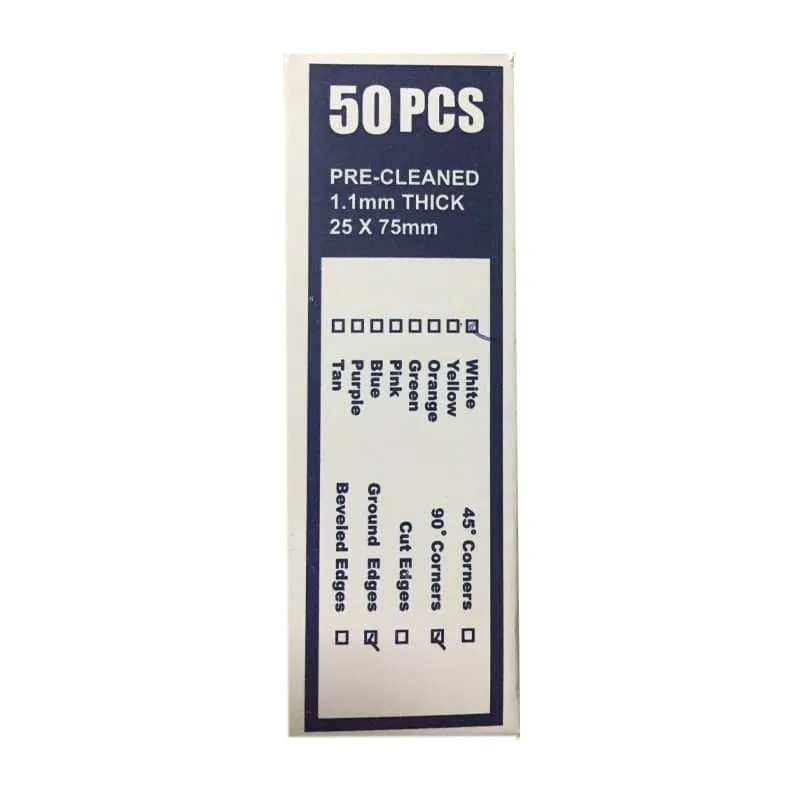 50 PCS
PRE-CLEANED
1.1mm THICK
25 X 75mm
White
Yellow
Orange
Green
Pink
Blue
Purple
Tan
45° Corners
90° Corners
Cut Edges
Ground Edges
Beveled Edges